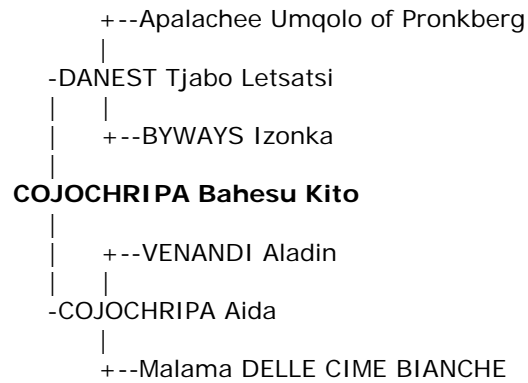 +--Apalachee Umqolo of Pronkberg
|
-DANEST Tjabo Letsatsi
| |
| +--BYWAYS Izonka
|
COJOCHRIPA Bahesu Kito
|
| +--VENANDI Aladin
| |
-COJOCHRIPA Aida
|
+--Malama DELLE CIME BIANCHE